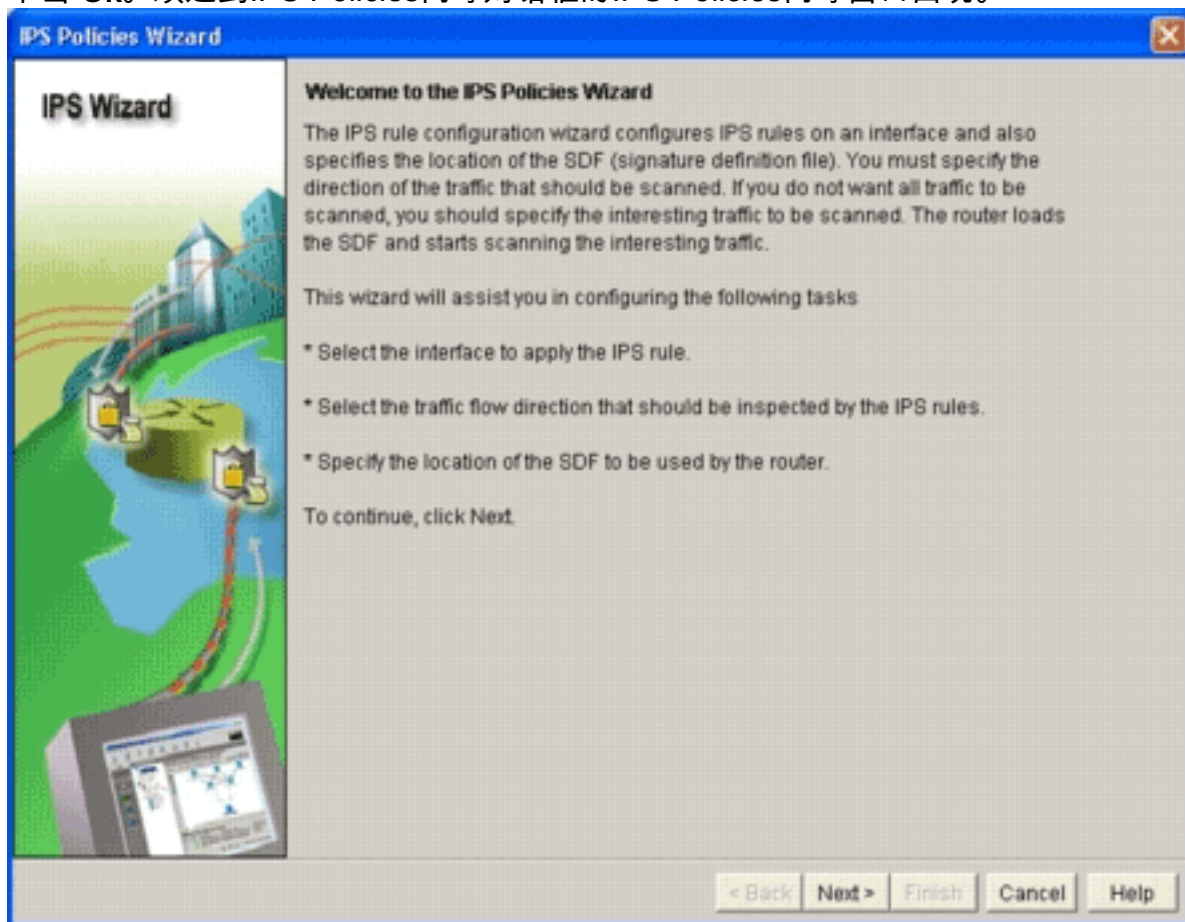 IPS Policies Wizard
IPS Wizard
Welcome to the IPS Policies Wizard
The IPS rule configuration wizard configures IPS rules on an interface and also
specifies the location of the SDF (signature definition file). You must specify the
direction of the traffic that should be scanned. If you do not want all traffic to be
scanned, you should specify the interesting traffic to be scanned. The router loads
the SDF and starts scanning the interesting traffic.
This wizard will assist you in configuring the following tasks
* Select the interface to apply the IPS rule.
* Select the traffic flow direction that should be inspected by the IPS rules.
* Specify the location of the SDF to be used by the router.
To continue, click Next.
< Back Next > Finish Cancel Help